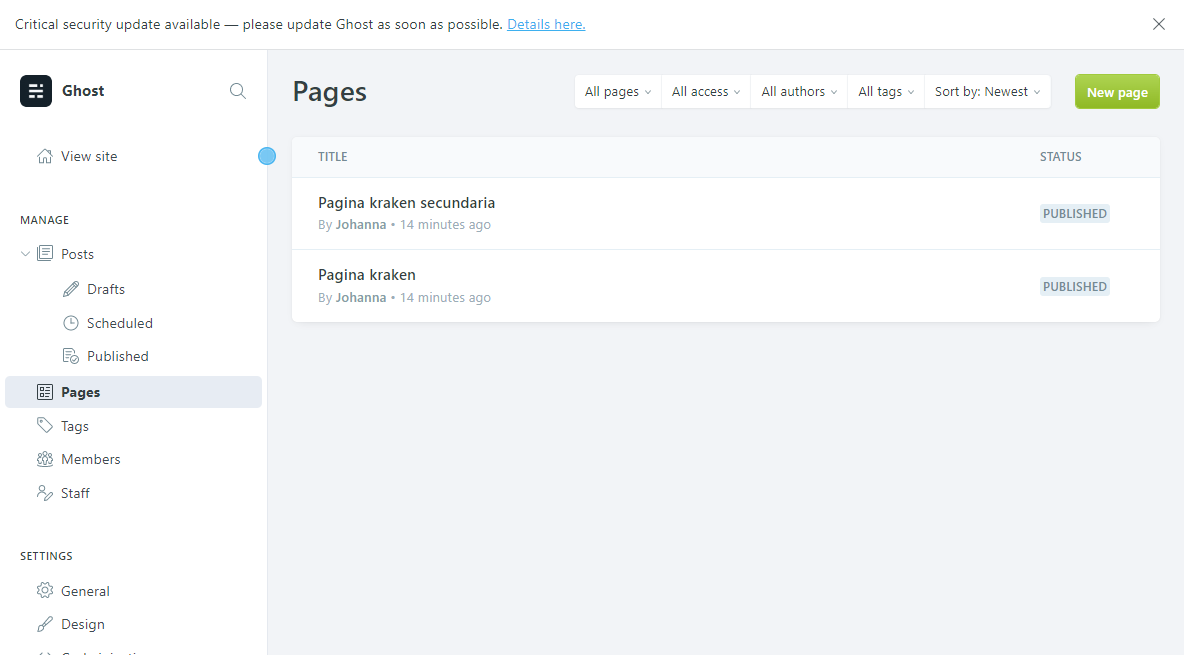 Critical security update available — please update Ghost as soon as possible. Details here.
Ghost
View site
MANAGE
Posts
Drafts
Scheduled
Published
Pages
Tags
Members
Staff
SETTINGS
General
Design
Pages
All pages
All access
All authors
All tags
Sort by: Newest
New page
TITLE
STATUS
Pagina kraken secundaria
By Johanna • 14 minutes ago
PUBLISHED
Pagina kraken
By Johanna • 14 minutes ago
PUBLISHED